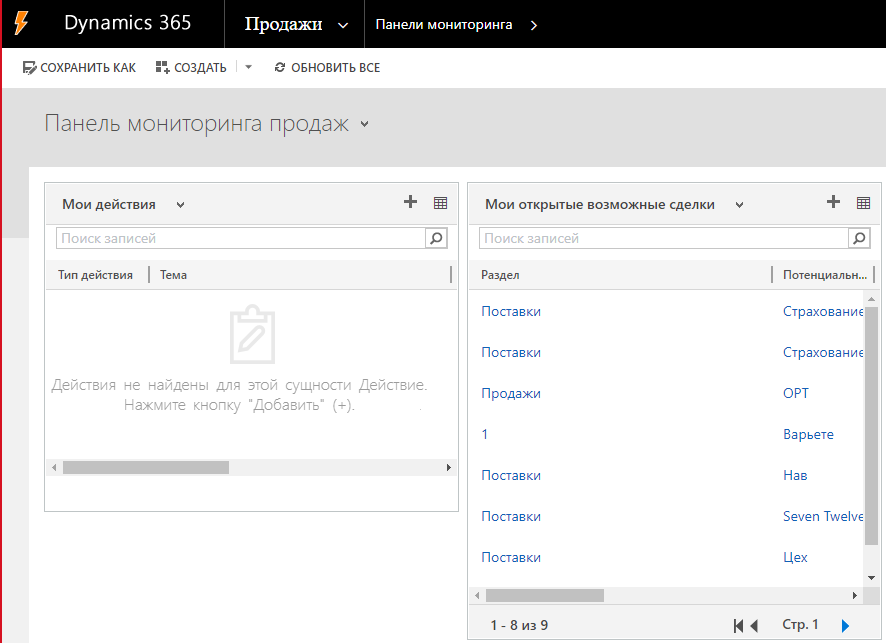 Dynamics 365 Продажи Панели мониторинга
СОХРАНИТЬ КАК СОЗДАТЬ ОБНОВИТЬ ВСЕ
Панель мониторинга продаж
Мои действия
Поиск записей
Тип действия Тема
Действия не найдены для этой сущности Действие.
Нажмите кнопку "Добавить" (+).
Мои открытые возможные сделки
Поиск записей
Раздел Потенциальн...
Поставки Страхование
Поставки Страхование
Продажи ОРТ
1 Варьете
Поставки Нав
Поставки Seven Twelve
Поставки Цех
1 - 8 из 9 Стр. 1